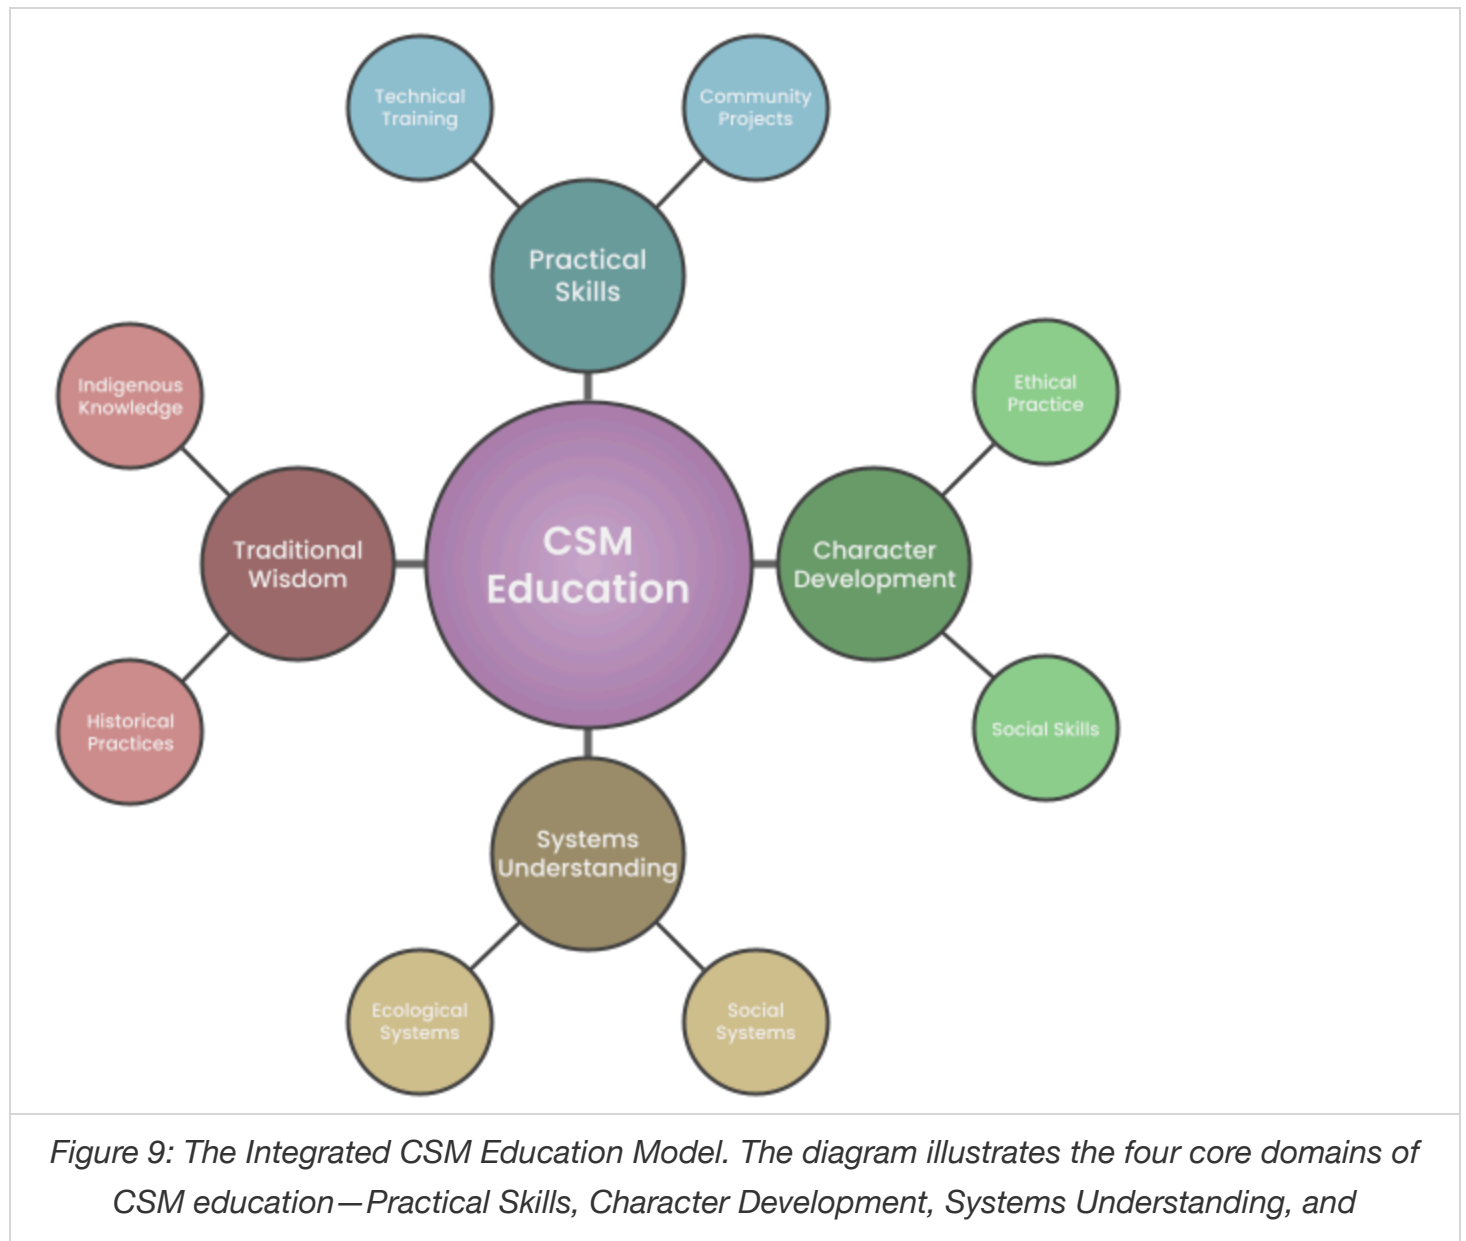 Technical
Training
Community
Projects
Practical
Skills
Indigenous
Knowledge
Ethical
Practice
Traditional
Wisdom
CSM
Education
Character
Development
Historical
Practices
Social Skills
Systems
Understanding
Ecological
Systems
Social
Systems
Figure 9: The Integrated CSM Education Model. The diagram illustrates the four core domains of
CSM education—Practical Skills, Character Development, Systems Understanding, and